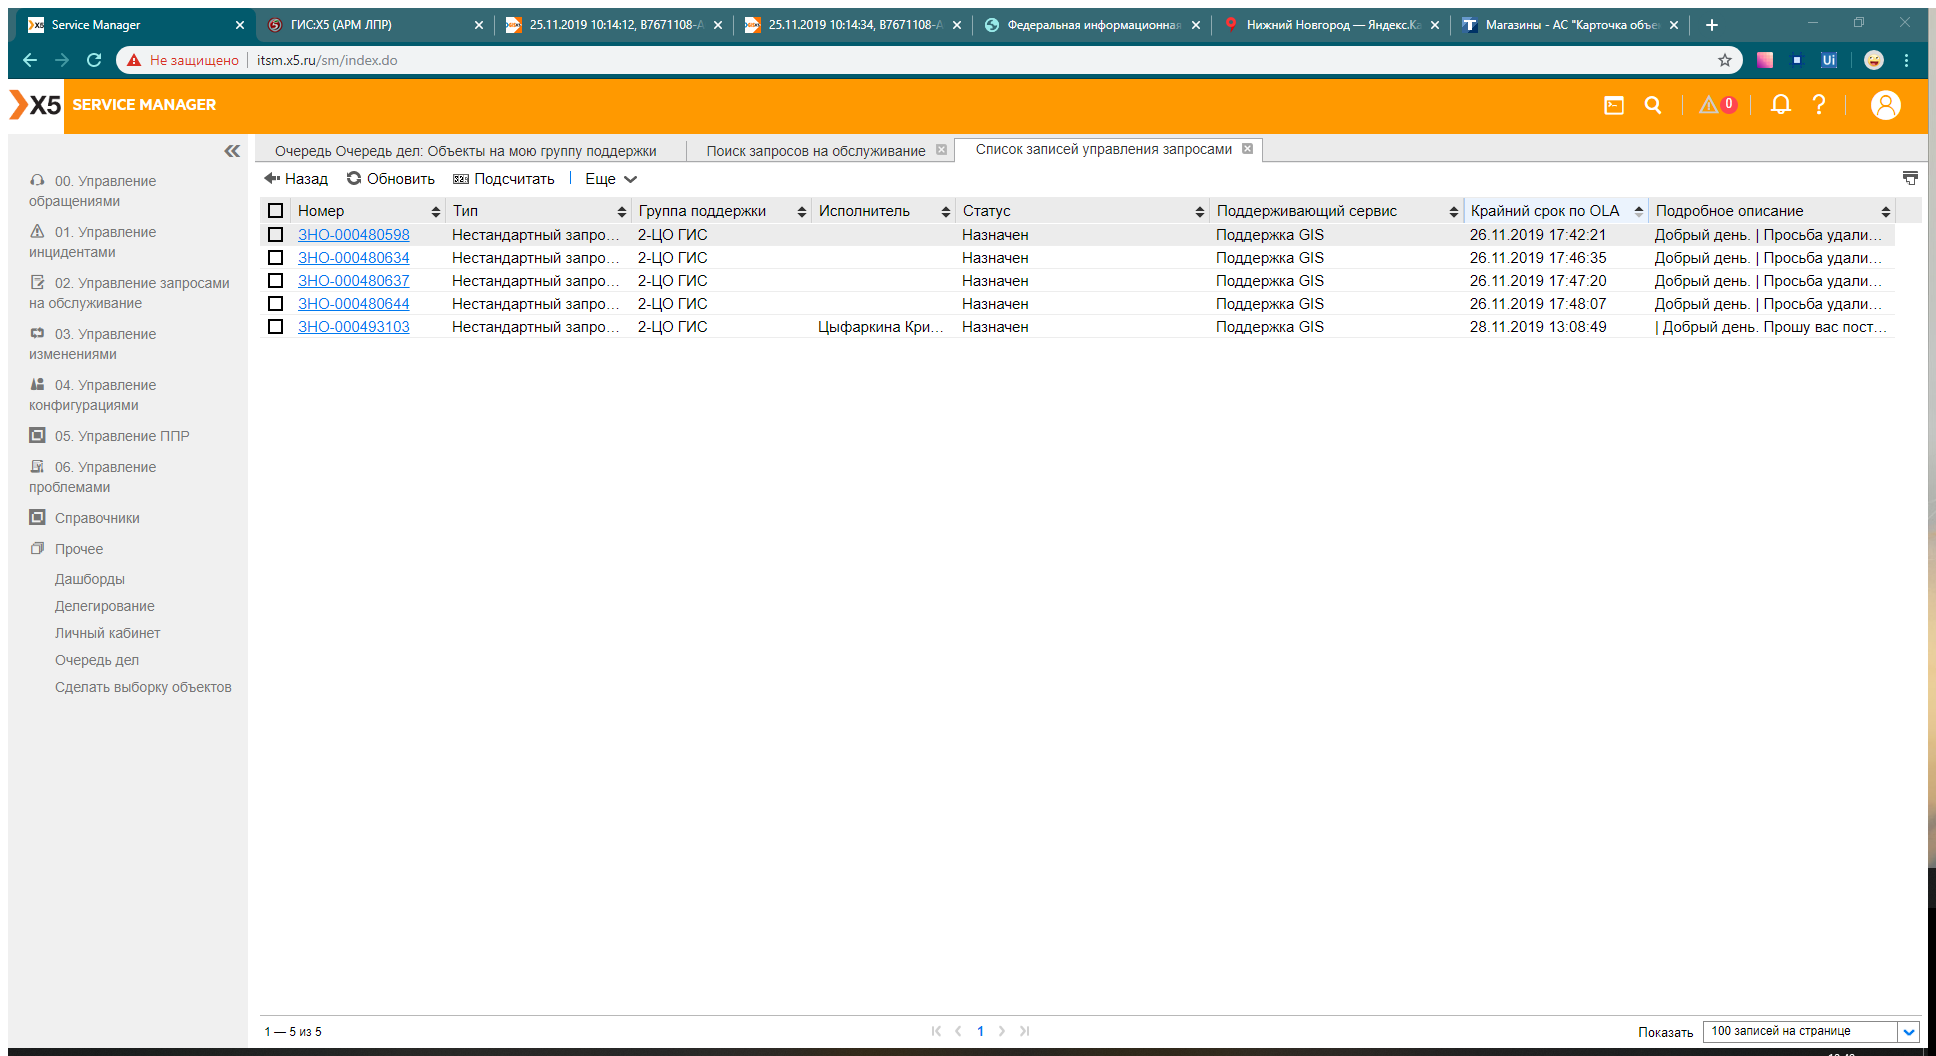 Service Manager
ГИС:X5 (АРМ ЛПР)
25.11.2019 10:14:12, B7671108-A
25.11.2019 10:14:34, B7671108-A
Федеральная информационная
Нижний Новгород — Яндекс.Ка
Магазины - АС "Карточка объе
Не защищено
itsm.x5.ru/sm/index.do
Ui
X5 SERVICE MANAGER
0
Очередь Очередь дел: Объекты на мою группу поддержки
Поиск запросов на обслуживание
Список записей управления запросами
Назад
Обновить
Подсчитать
Еще
00. Управление
обращениями
01. Управление
инцидентами
02. Управление запросами
на обслуживание
03. Управление
изменениями
04. Управление
конфигурациями
05. Управление ППР
06. Управление
проблемами
Справочники
Прочее
Дашборды
Делегирование
Личный кабинет
Очередь дел
Сделать выборку объектов
Номер Тип Группа поддержки Исполнитель Статус Поддерживающий сервис Крайний срок по OLA Подробное описание
ЗНО-000480598 Нестандартный запро... 2-ЦО ГИС Назначен Поддержка GIS 26.11.2019 17:42:21 Добрый день. | Просьба удали...
ЗНО-000480634 Нестандартный запро... 2-ЦО ГИС Назначен Поддержка GIS 26.11.2019 17:46:35 Добрый день. | Просьба удали...
ЗНО-000480637 Нестандартный запро... 2-ЦО ГИС Назначен Поддержка GIS 26.11.2019 17:47:20 Добрый день. | Просьба удали...
ЗНО-000480644 Нестандартный запро... 2-ЦО ГИС Назначен Поддержка GIS 26.11.2019 17:48:07 Добрый день. | Просьба удали...
ЗНО-000493103 Нестандартный запро... 2-ЦО ГИС Цыфаркина Кри... Назначен Поддержка GIS 28.11.2019 13:08:49 | Добрый день. Прошу вас пост...
1 — 5 из 5
1
Показать 100 записей на странице